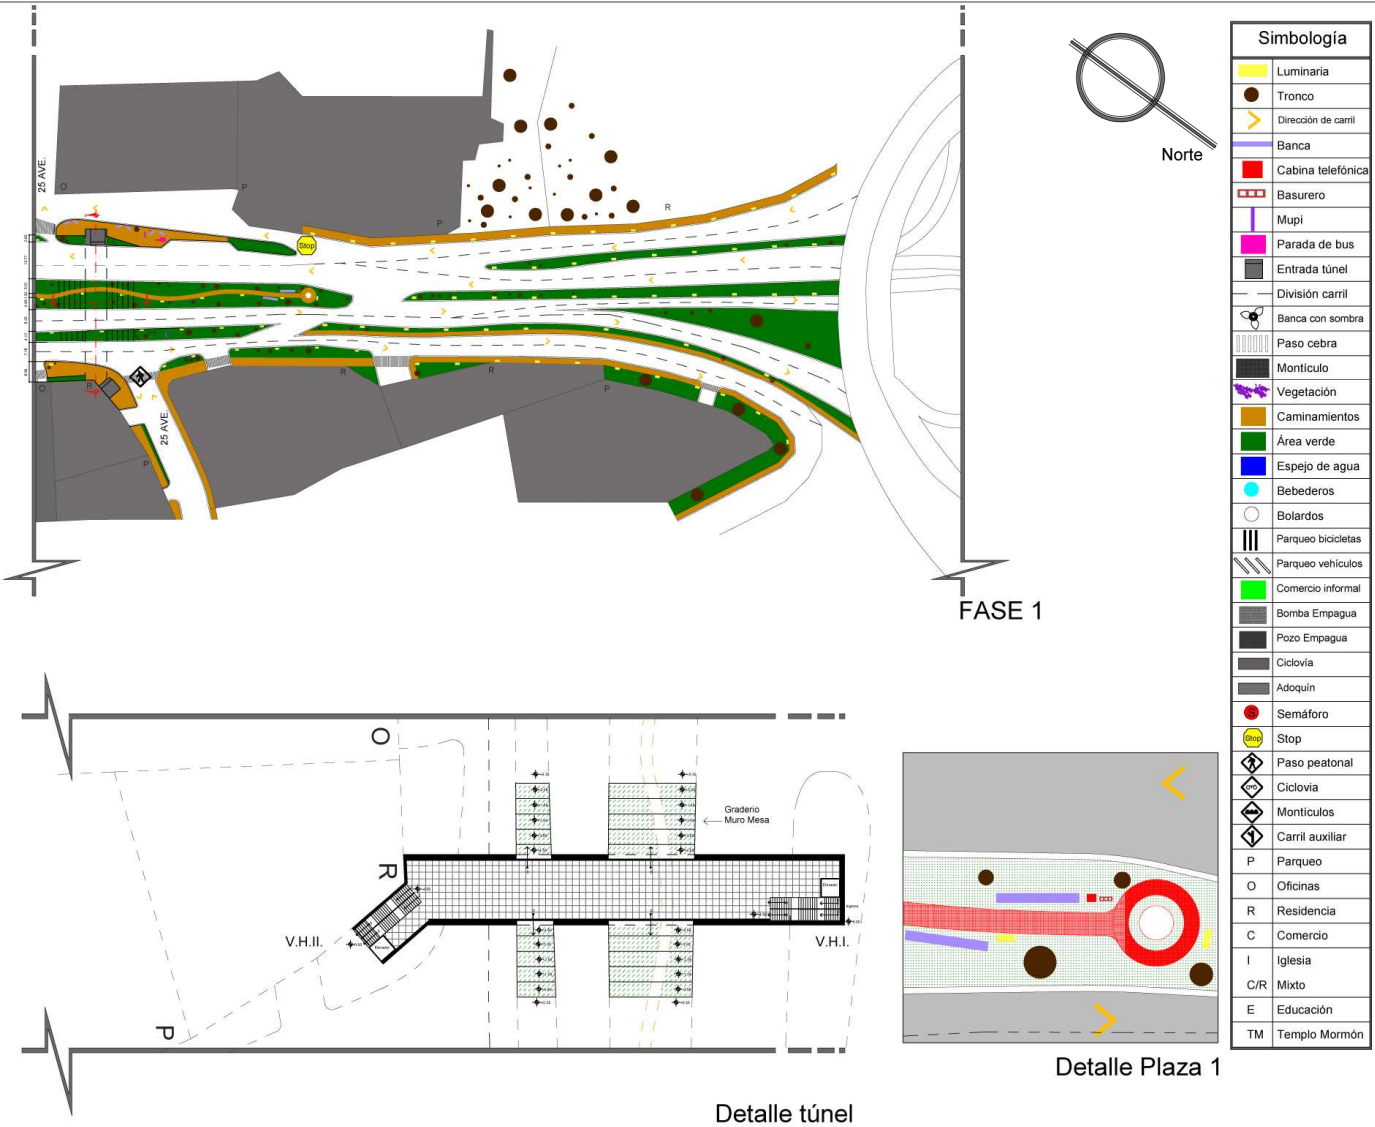 25 AVE.
O
P
P
R
Stop
O
R
25 AVE.
P
R
R
P
Norte
FASE 1
Simbología
Luminaria
Tronco
Dirección de carril
Banca
Cabina telefónica
Basurero
Mupi
Parada de bus
Entrada túnel
División carril
Banca con sombra
Paso cebra
Montículo
Vegetación
Caminamientos
Área verde
Espejo de agua
Bebederos
Bolardos
Parqueo bicicletas
Parqueo vehículos
Comercio informal
Bomba Empagua
Pozo Empagua
Ciclovía
Adoquín
S Semáforo
Stop Stop
Paso peatonal
Ciclovia
Montículos
Carril auxiliar
P Parqueo
O Oficinas
R Residencia
C Comercio
I Iglesia
C/R Mixto
E Educación
TM Templo Mormón
O
R
P
Graderio
Muro Mesa
V.H.II.
V.H.I.
Detalle túnel
Detalle Plaza 1